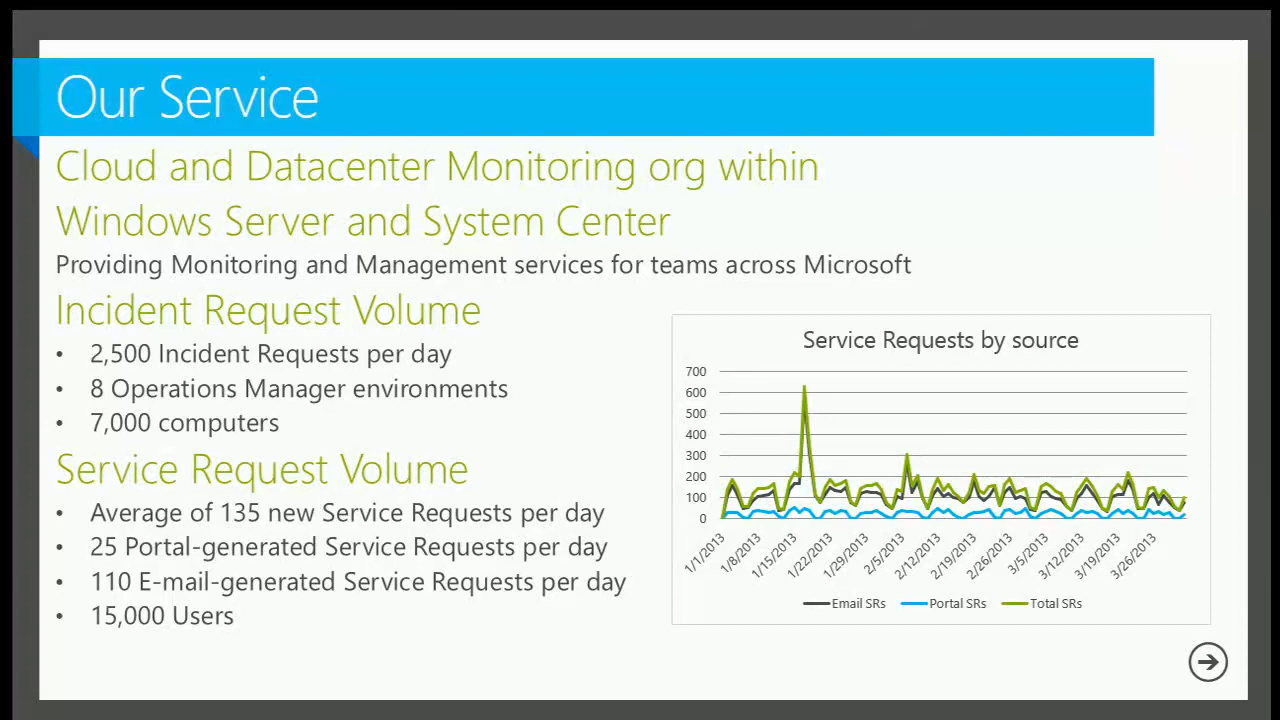 Our Service
Cloud and Datacenter Monitoring org within
Windows Server and System Center
Providing Monitoring and Management services for teams across Microsoft
Incident Request Volume
• 2,500 Incident Requests per day
• 8 Operations Manager environments
• 7,000 computers
Service Request Volume
• Average of 135 new Service Requests per day
• 25 Portal-generated Service Requests per day
• 110 E-mail-generated Service Requests per day
• 15,000 Users
Service Requests by source
700
600
500
400
300
200
100
0
1/1/2013
1/8/2013
1/15/2013
1/22/2013
1/29/2013
2/5/2013
2/12/2013
2/19/2013
2/26/2013
3/5/2013
3/12/2013
3/19/2013
3/26/2013
Email SRs Portal SRs Total SRs